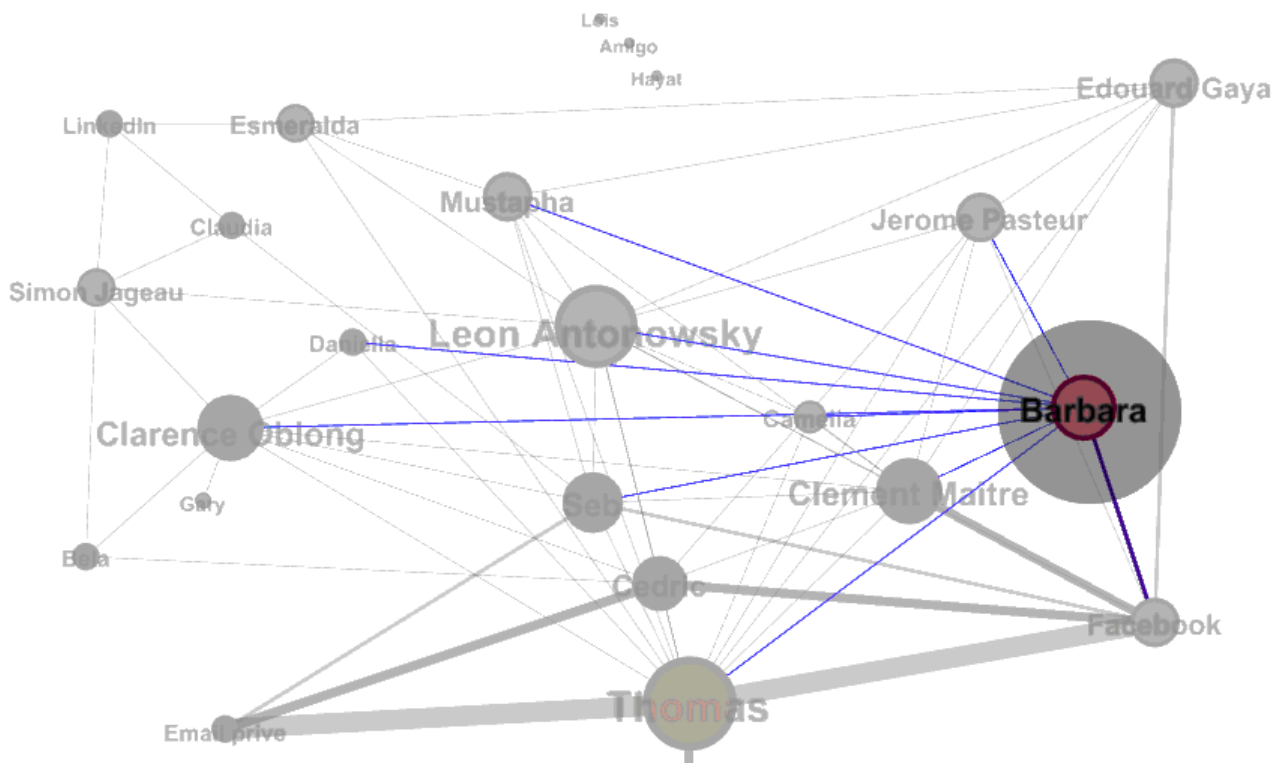 Lois
Amigo
Hayat
Edouard Gaya
LinkedIn
Esmeralda
Mustapha
Jerome Pasteur
Claudia
Simon Jageau
Leon Antonowsky
Daniella
Barbara
Camelia
Clarence Oblong
Clement Maitre
Gary
Seb
Bela
Cedric
Facebook
Thomas
Email prive